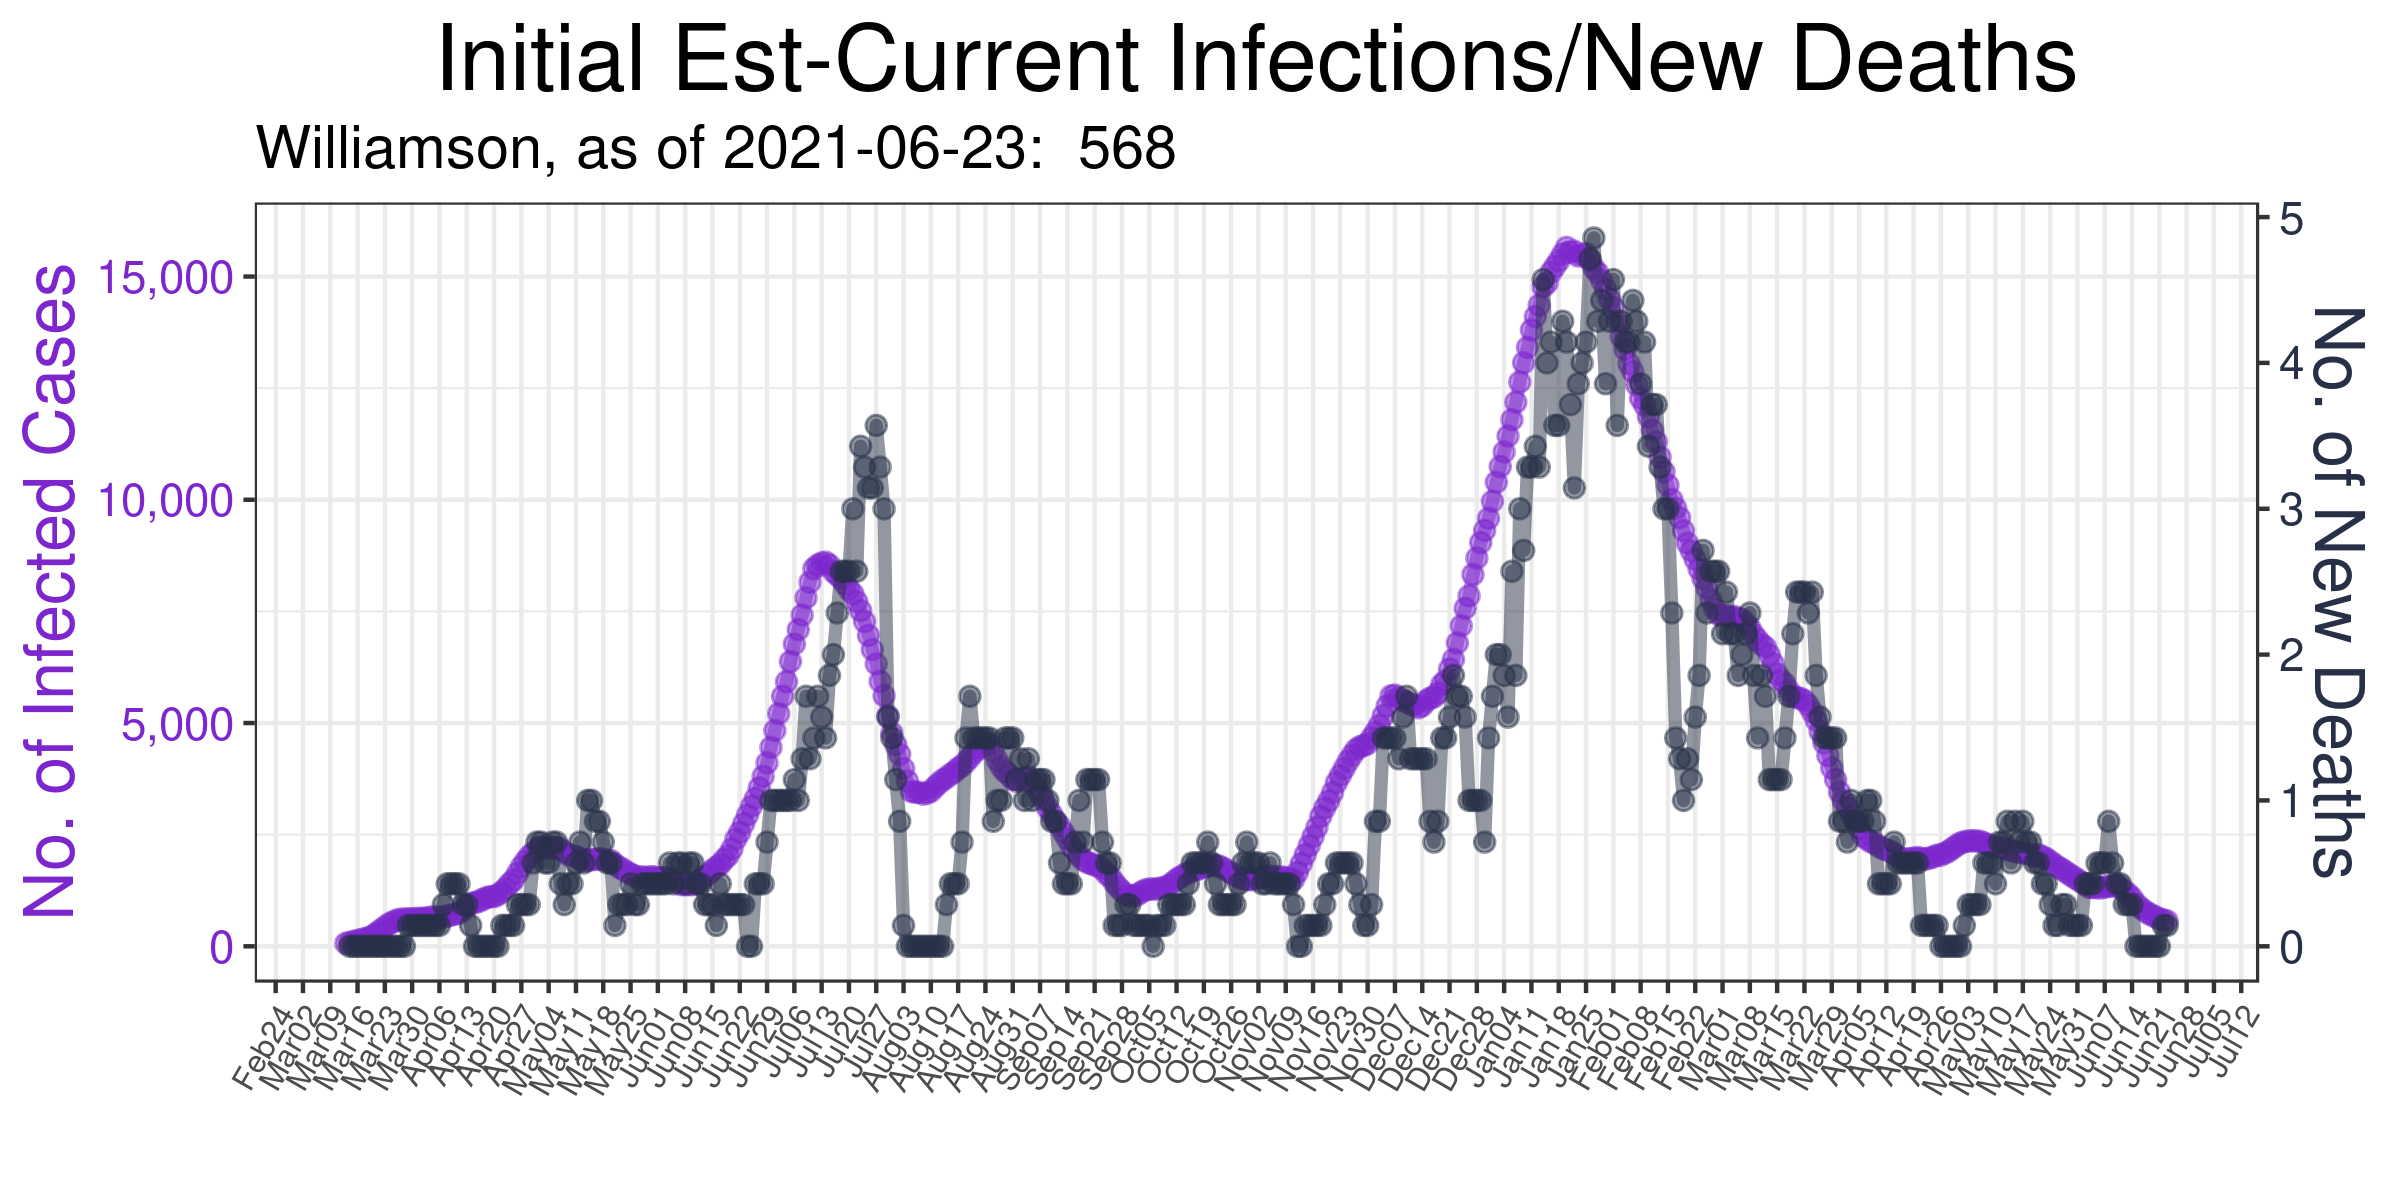 Initial Est-Current Infections/New Deaths
Williamson, as of 2021-06-23: 568
No. of Infected Cases
15,000
10,000
5,000
0
5
4
3
2
1
0
No. of New Deaths
Feb24
Mar02
Mar09
Mar16
Mar23
Mar30
Apr06
Apr13
Apr20
Apr27
May04
May11
May18
May25
Jun01
Jun08
Jun15
Jun22
Jun29
Jul06
Jul13
Jul20
Jul27
Aug03
Aug10
Aug17
Aug24
Aug31
Sep07
Sep14
Sep21
Sep28
Oct05
Oct12
Oct19
Oct26
Nov02
Nov09
Nov16
Nov23
Nov30
Dec07
Dec14
Dec21
Dec28
Jan04
Jan11
Jan18
Jan25
Feb01
Feb08
Feb15
Feb22
Mar01
Mar08
Mar15
Mar22
Mar29
Apr05
Apr12
Apr19
Apr26
May03
May10
May17
May24
May31
Jun07
Jun14
Jun21
Jun28
Jul05
Jul12